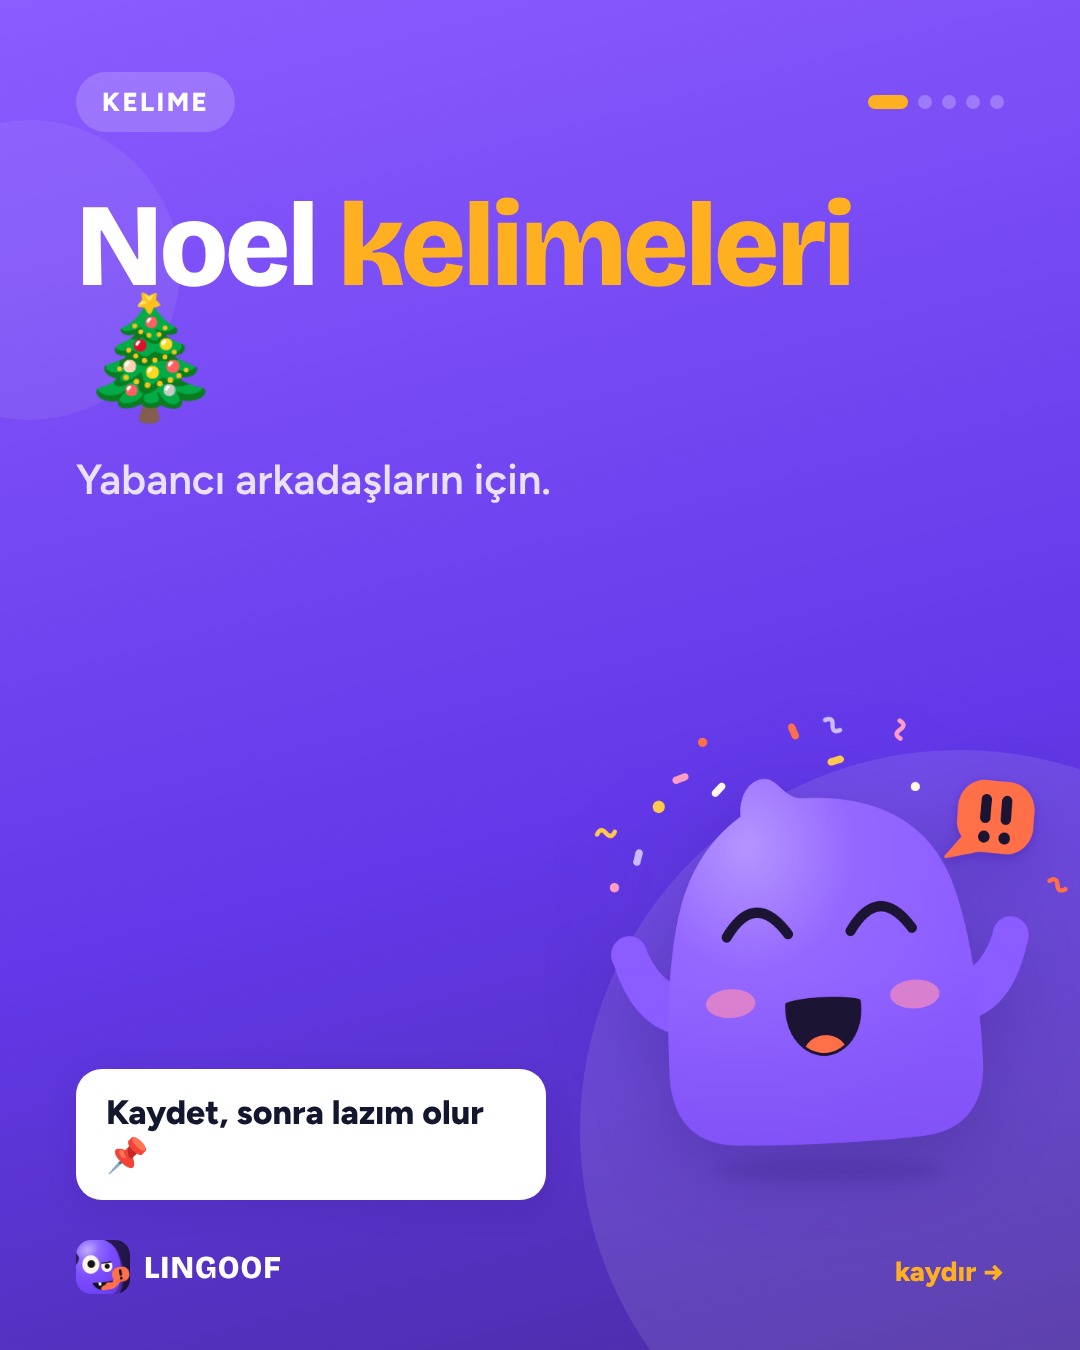 KELIME
Noel kelimeleri
🎄
Yabancı arkadaşların için.
!!
Kaydet, sonra lazım olur
📌
LINGOOF
kaydır →